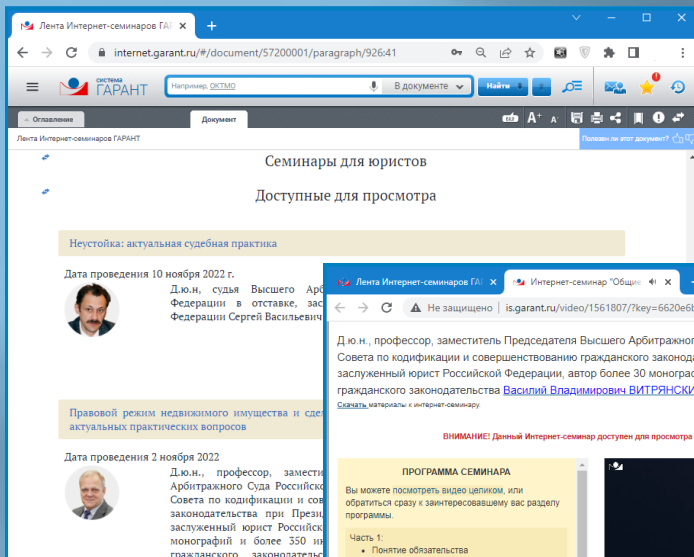 Лента Интернет-семинаров ГАР
internet.garant.ru/#/document/57200001/paragraph/926:41
система
ГАРАНТ
Например, ОКТМО
В документе
Найти
Оглавление
Документ
A+ A-
Лента Интернет-семинаров ГАРАНТ
Полезен ли этот документ?
Семинары для юристов
Доступные для просмотра
Неустойка: актуальная судебная практика
Дата проведения 10 ноября 2022 г.
Д.ю.н, судья Высшего Арб
Федерации в отставке, зас
Федерации Сергей Васильевич
Правовой режим недвижимого имущества и сде
актуальных практических вопросов
Дата проведения 2 ноября 2022
Д.ю.н., профессор, замести
Арбитражного Суда Российско
Совета по кодификации и сов
законодательства при Прези
заслуженный юрист Российск
монографий и более 350 ин
гражданского законодательс
Лента Интернет-семинаров ГА
Интернет-семинар "Общие
Не защищено is.garant.ru/video/1561807/?key=6620e6b
Д.ю.н., профессор, заместитель Председателя Высшего Арбитражног
Совета по кодификации и совершенствованию гражданского законода
заслуженный юрист Российской Федерации, автор более 30 монограс
гражданского законодательства Василий Владимирович ВИТРЯНСКИ
Скачать материалы к интернет-семинару.
ВНИМАНИЕ! Данный Интернет-семинар доступен для просмотра
ПРОГРАММА СЕМИНАРА
Вы можете посмотреть видео целиком, или
обратиться сразу к заинтересовавшему вас разделу
программы.
Часть 1:
• Понятие обязательства